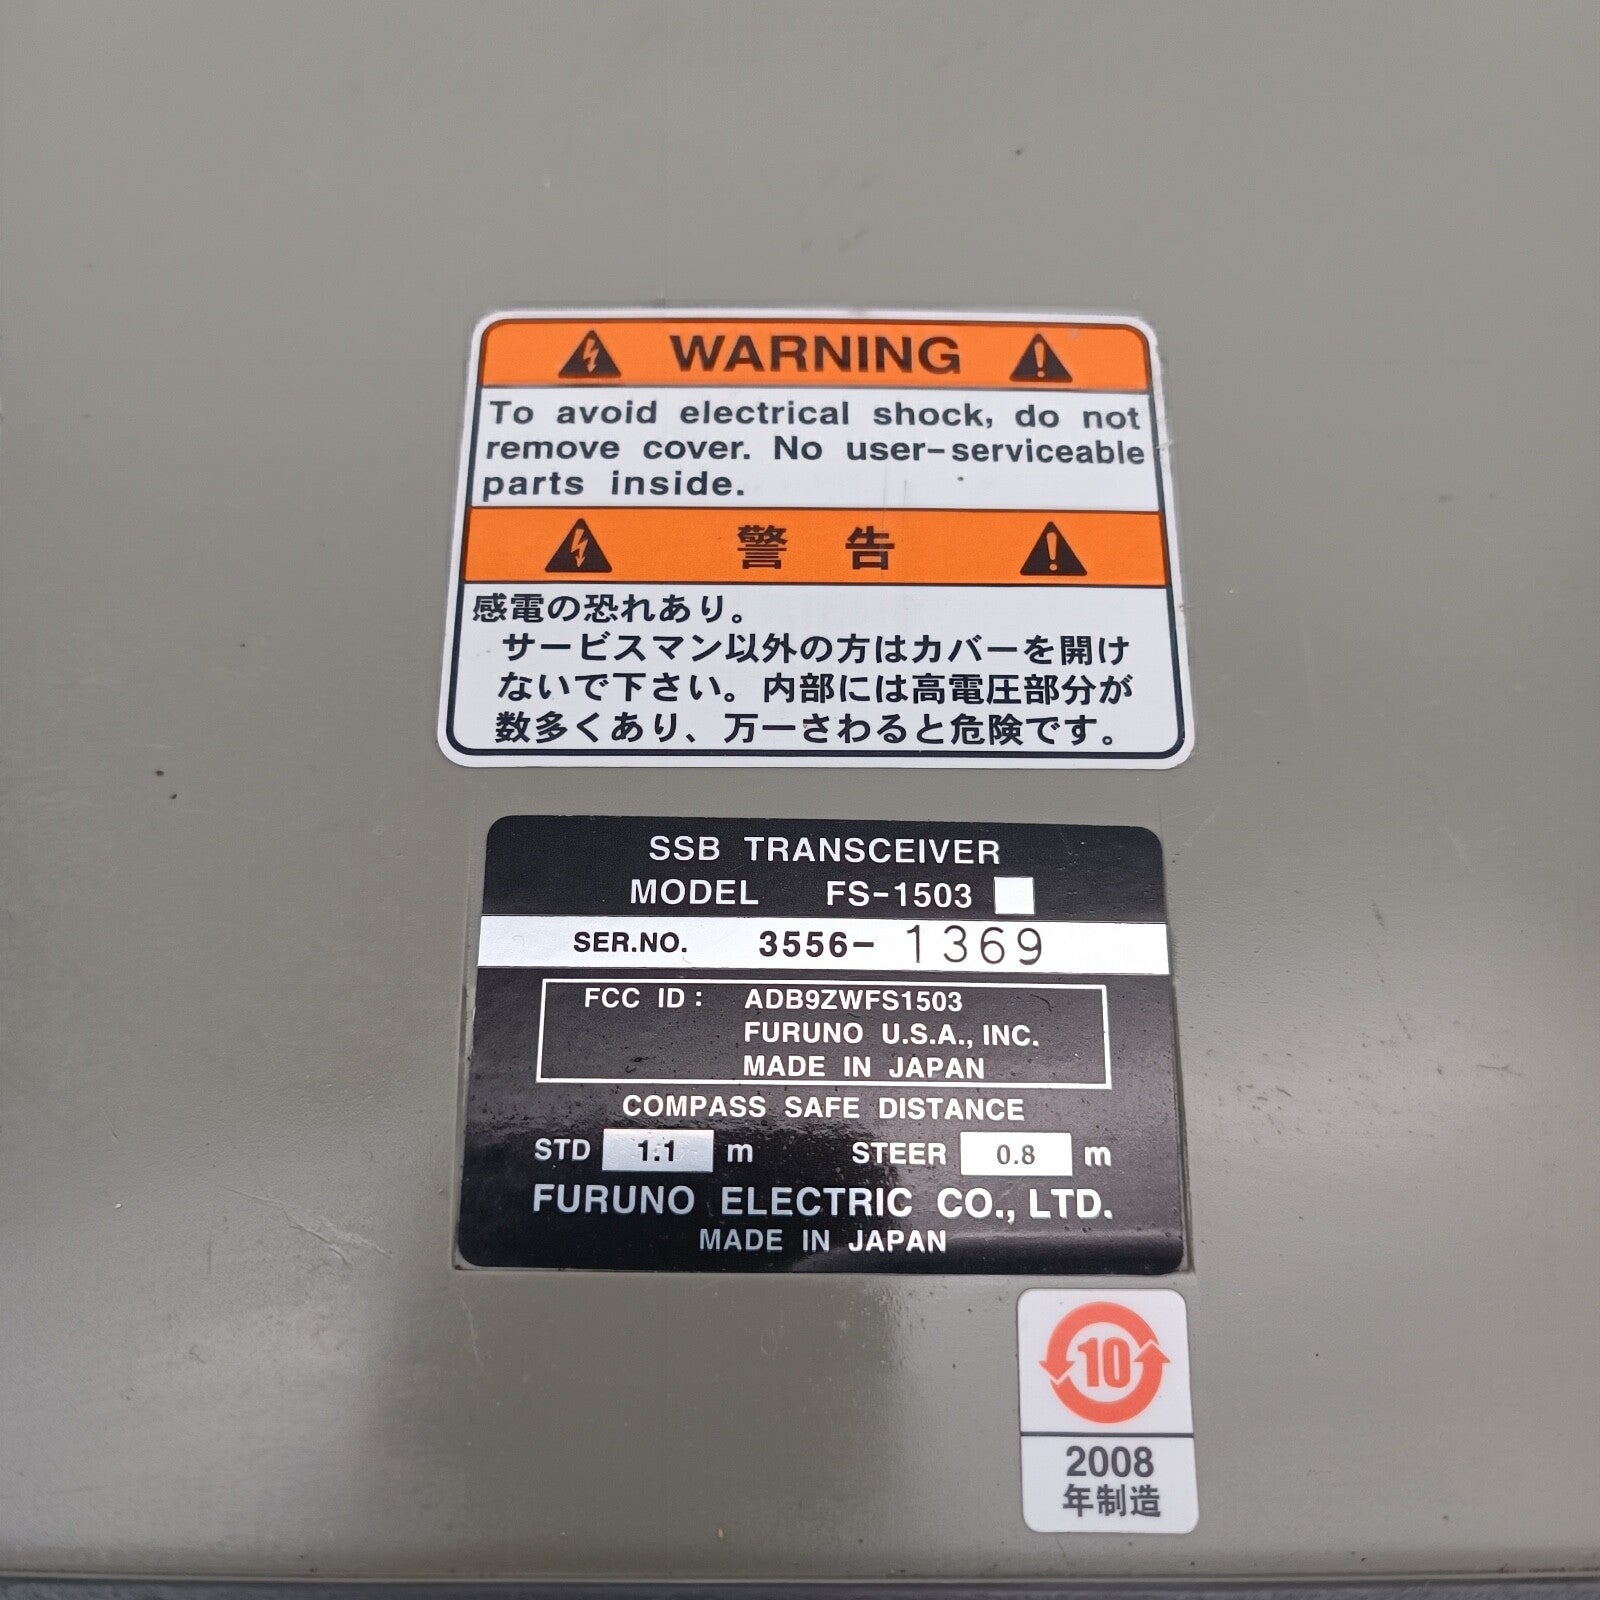 WARNING
To avoid electrical shock, do not
remove cover. No user-serviceable
parts inside.
警 告
感電の恐れあり。
サービスマン以外の方はカバーを開け
ないで下さい。内部には高電圧部分が
数多くあり、万一さわると危険です。
SSB TRANSCEIVER
MODEL FS-1503
SER.NO. 3556- 1369
FCC ID: ADB9ZWFS1503
FURUNO U.S.A., INC.
MADE IN JAPAN
COMPASS SAFE DISTANCE
STD 1.1 m STEER 0.8 m
FURUNO ELECTRIC CO., LTD.
MADE IN JAPAN
10
2008
年制造